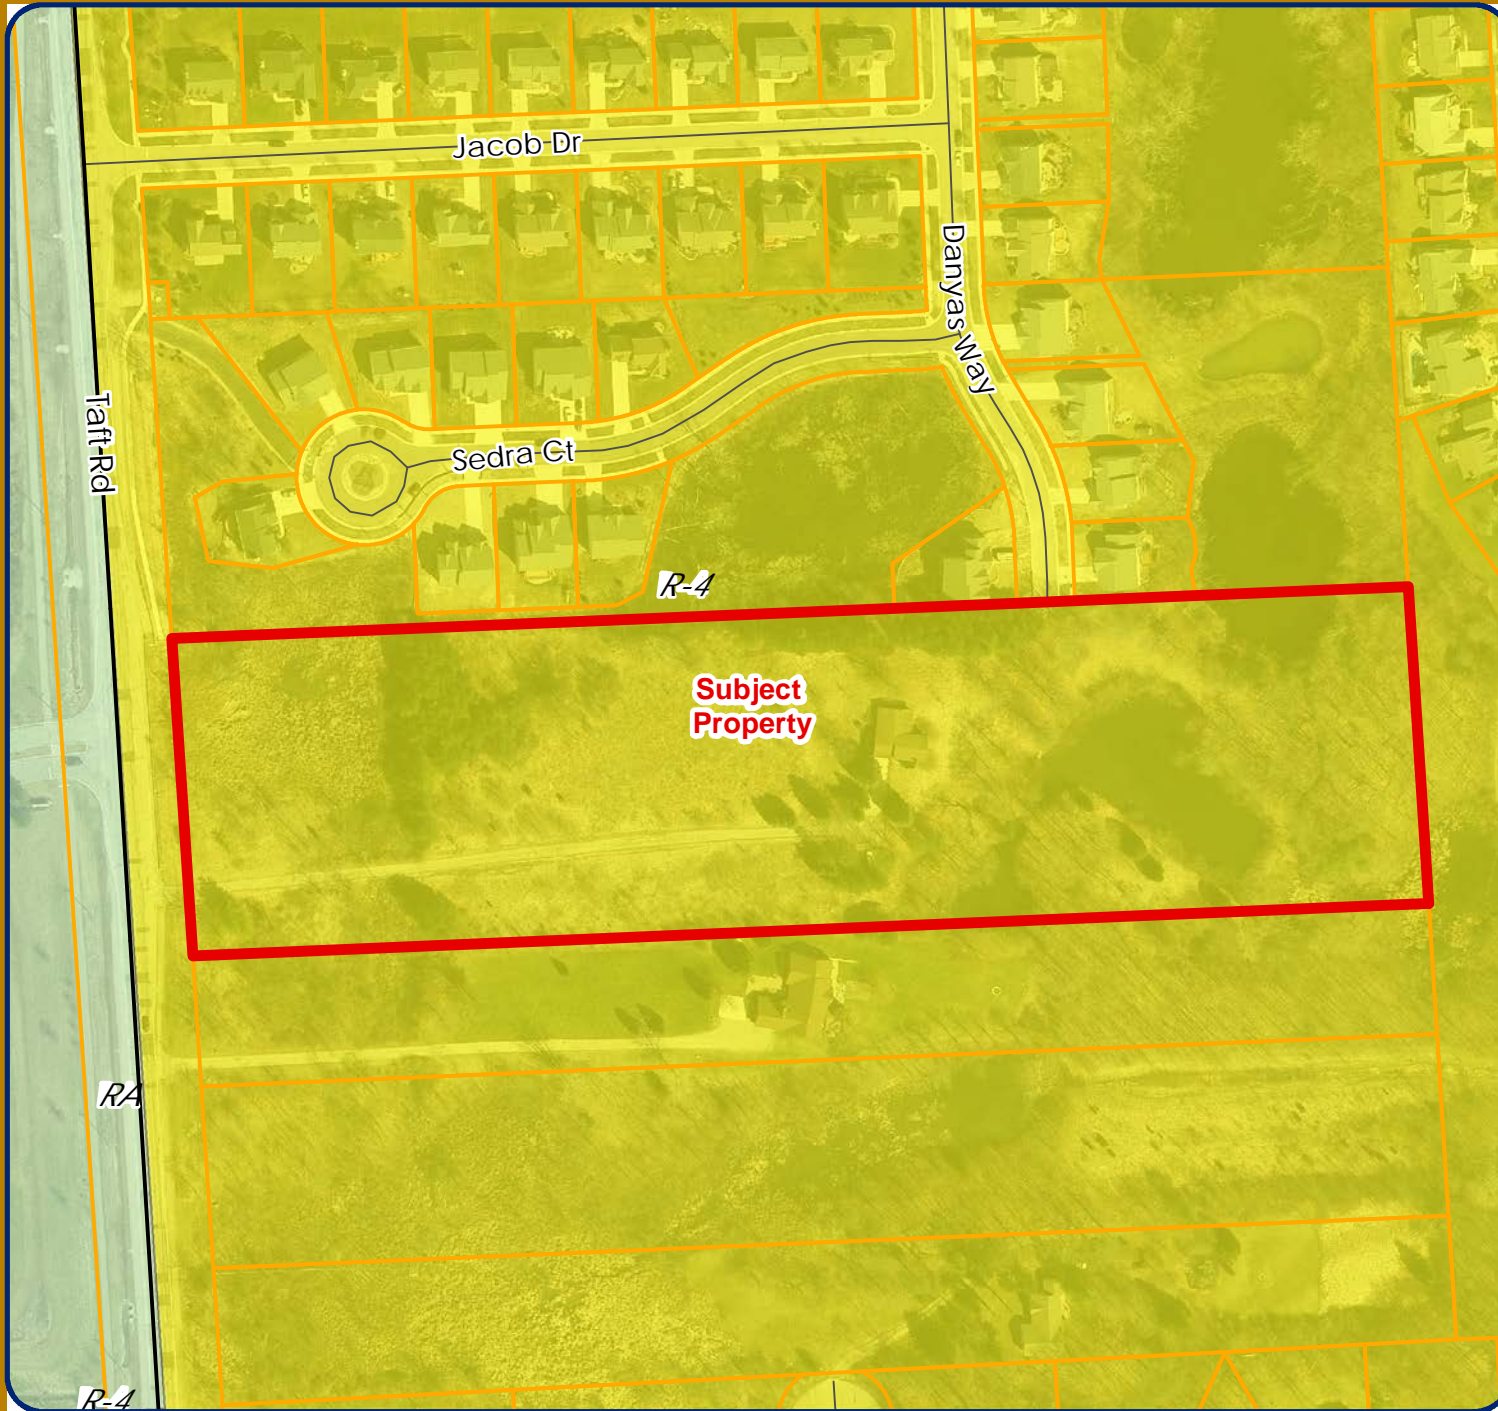 Jacob Dr
Danyas Way
Taft Rd
Sedra Ct
R-4
Subject
Property
RA
R-4